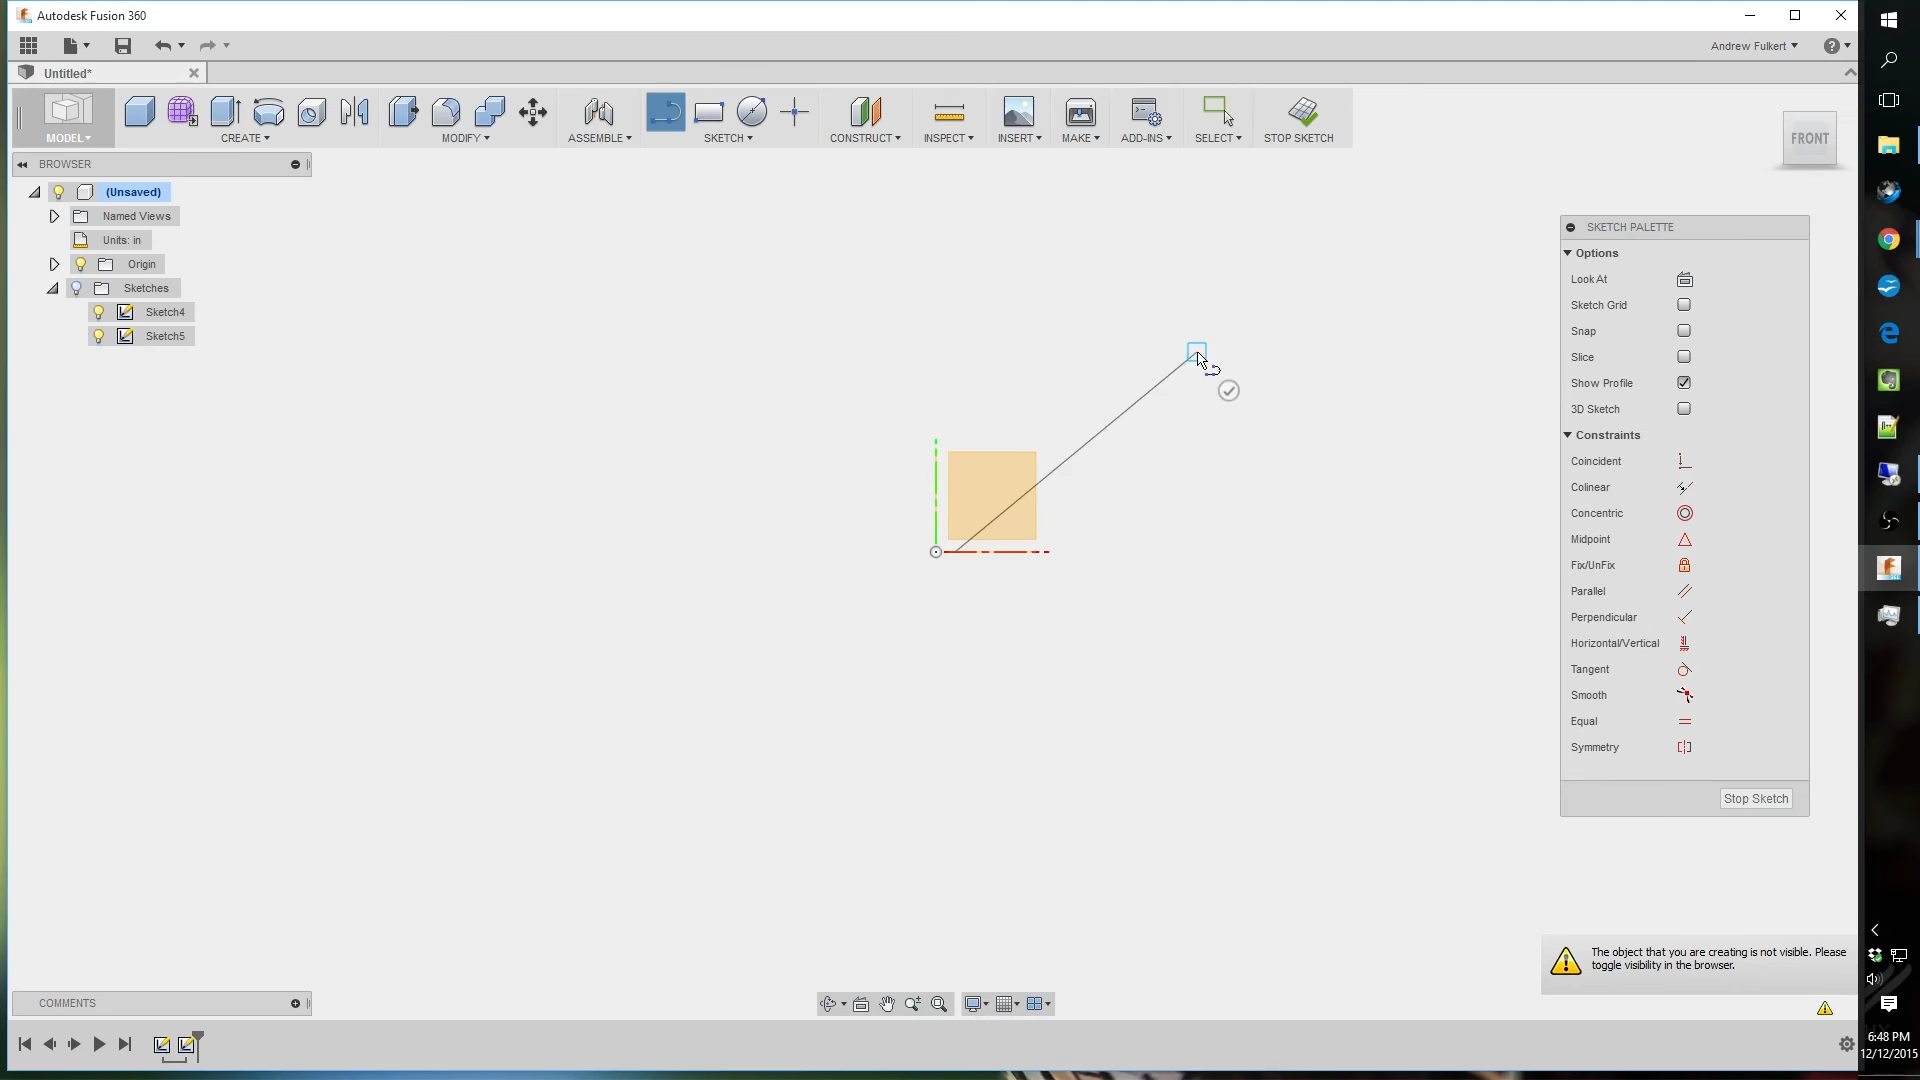 Autodesk Fusion 360
Andrew Fulkert
Untitled*
MODEL
CREATE
MODIFY
ASSEMBLE
SKETCH
CONSTRUCT
INSPECT
INSERT
MAKE
ADD-INS
SELECT
STOP SKETCH
FRONT
BROWSER
(Unsaved)
Named Views
Units: in
Origin
Sketches
Sketch4
Sketch5
SKETCH PALETTE
Options
Look At
Sketch Grid
Snap
Slice
Show Profile
3D Sketch
Constraints
Coincident
Colinear
Concentric
Midpoint
Fix/UnFix
Parallel
Perpendicular
Horizontal/Vertical
Tangent
Smooth
Equal
Symmetry
Stop Sketch
The object that you are creating is not visible. Please
toggle visibility in the browser.
COMMENTS
6:48 PM
12/12/2015